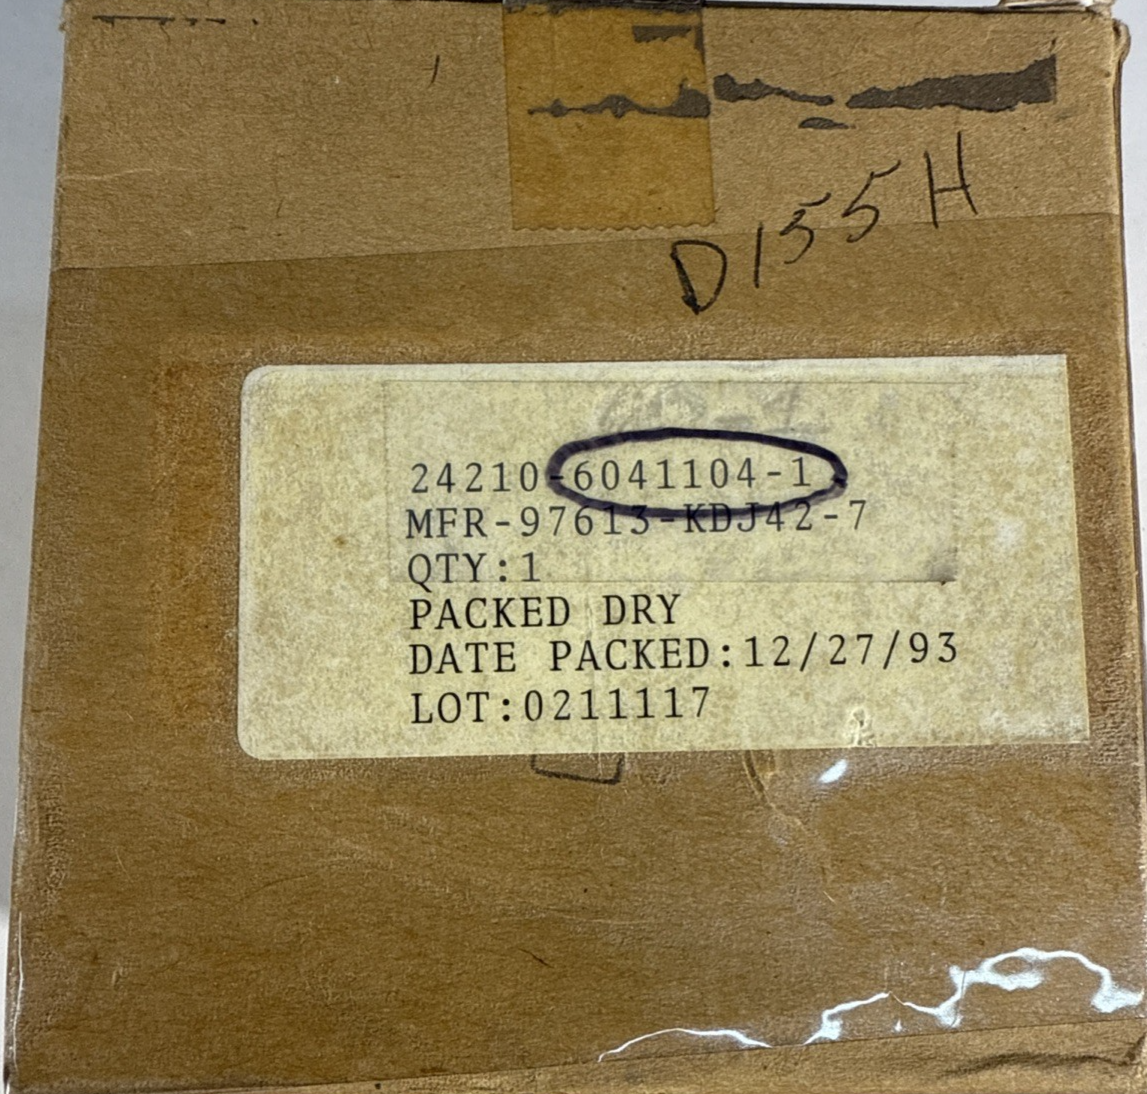 D155H
24210-6041104-1
MFR-97613-KDJ42-7
QTY:1
PACKED DRY
DATE PACKED:12/27/93
LOT:0211117